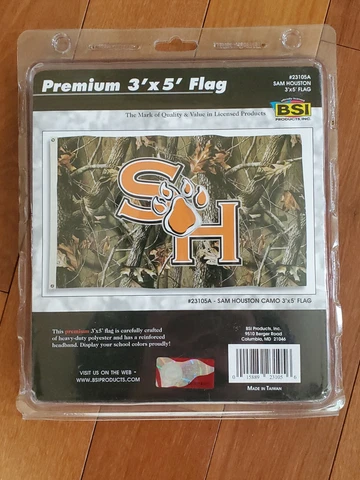 Premium 3'x5' Flag
#23105A
SAM HOUSTON
3'x5' FLAG
BSI
PRODUCTS, INC.
The Mark of Quality & Value in Licensed Products
SH
#23105A - SAM HOUSTON CAMO 3'x5' FLAG
This premium 3'x5' flag is carefully crafted
of heavy-duty polyester and has a reinforced
headband. Display your school colors proudly!
VISIT US ON THE WEB •
WWW.BSIPRODUCTS.COM
BSI Products, Inc.
9510 Berger Road
Columbia, MD 21046
MADE IN TAIWAN